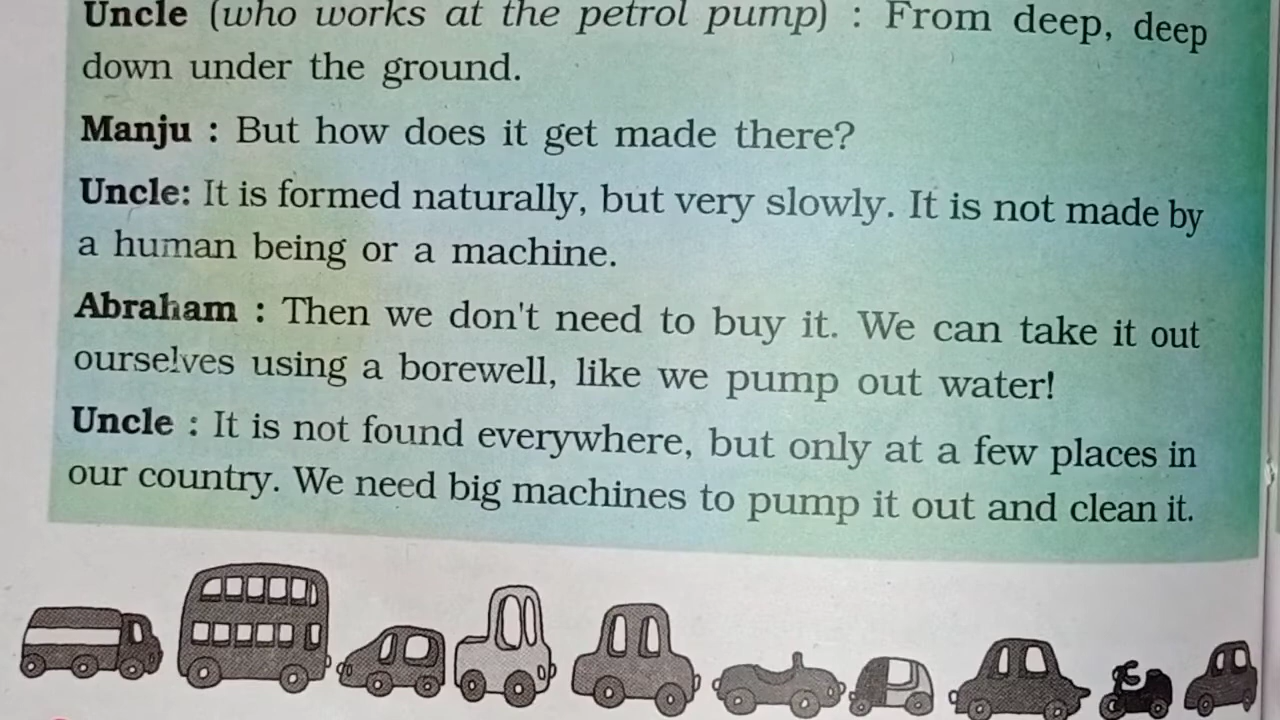 Uncle (who works at the petrol pump) : From deep, deep
down under the ground.
Manju : But how does it get made there?
Uncle: It is formed naturally, but very slowly. It is not made by
a human being or a machine.
Abraham : Then we don't need to buy it. We can take it out
ourselves using a borewell, like we pump out water!
Uncle : It is not found everywhere, but only at a few places in
our country. We need big machines to pump it out and clean it.